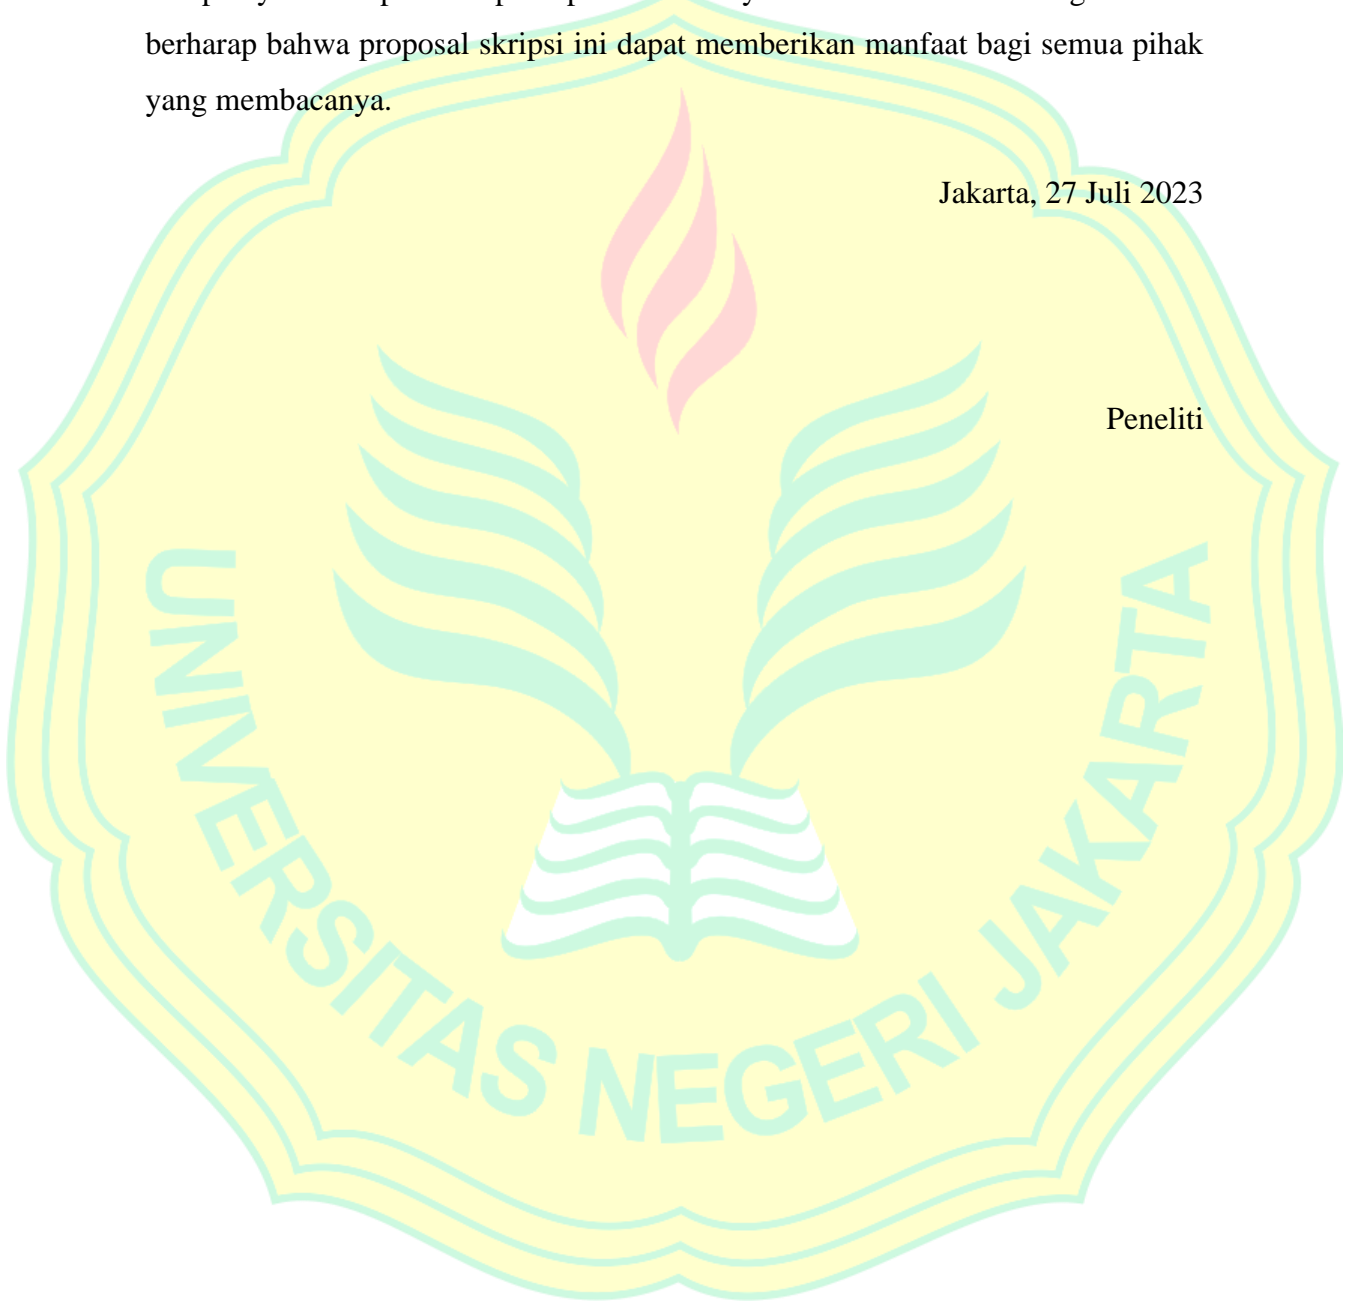 berharap bahwa proposal skripsi ini dapat memberikan manfaat bagi semua pihak
yang membacanya.
Jakarta, 27 Juli 2023
Peneliti
UNIVERSITAS NEGERI JAKARTA